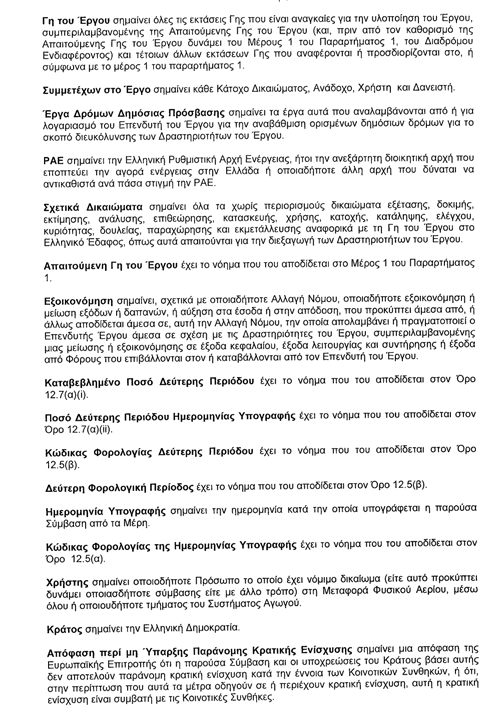 Γη του Έργου σημαίνει όλες τις εκτάσεις Γης που είναι αναγκαίες για την υλοποίηση του Έργου,
συμπεριλαμβανομένης της Απαιτούμενης Γης του Έργου (και, πριν από τον καθορισμό της
Απαιτούμενης Γης του Έργου δυνάμει του Μέρους 1 του Παραρτήματος 1, του Διαδρόμου
Ενδιαφέροντος) και τέτοιων άλλων εκτάσεων Γης που αναφέρονται ή προσδιορίζονται στο, ή
σύμφωνα με το μέρος 1 του παραρτήματος 1.
Συμμετέχων στο Έργο σημαίνει κάθε Κάτοχο Δικαιώματος, Ανάδοχο, Χρήστη και Δανειστή.
Έργα Δρόμων Δημόσιας Πρόσβασης σημαίνει τα έργα αυτά που αναλαμβάνονται από ή για
λογαριασμό του Επενδυτή του Έργου για την αναβάθμιση ορισμένων δημόσιων δρόμων για το
σκοπό διευκόλυνσης των Δραστηριοτήτων του Έργου.
ΡΑΕ σημαίνει την Ελληνική Ρυθμιστική Αρχή Ενέργειας, ήτοι την ανεξάρτητη διοικητική αρχή που
εποπτεύει την αγορά ενέργειας στην Ελλάδα ή οποιαδήποτε άλλη αρχή που δύναται να
αντικαθιστά ανά πάσα στιγμή την ΡΑΕ.
Σχετικά Δικαιώματα σημαίνει όλα τα χωρίς περιορισμούς δικαιώματα εξέτασης, δοκιμής,
εκτίμησης, ανάλυσης, επιθεώρησης, κατασκευής, χρήσης, κατοχής, κατάληψης, ελέγχου,
κυριότητας, δουλείας, παραχώρησης και εκμετάλλευσης αναφορικά με τη Γη του Έργου στο
Ελληνικό Έδαφος, όπως αυτά απαιτούνται για την διεξαγωγή των Δραστηριοτήτων του Έργου.
Απαιτούμενη Γη του Έργου έχει το νόημα που του αποδίδεται στο Μέρος 1 του Παραρτήματος
1.
Εξοικονόμηση σημαίνει, σχετικά με οποιαδήποτε Αλλαγή Νόμου, οποιαδήποτε εξοικονόμηση ή
μείωση εξόδων ή δαπανών, ή αύξηση στα έσοδα ή στην απόδοση, που προκύπτει άμεσα από, ή
άλλως αποδίδεται άμεσα σε, αυτή την Αλλαγή Νόμου, την οποία απολαμβάνει ή πραγματοποιεί ο
Επενδυτής Έργου άμεσα σε σχέση με τις Δραστηριότητες του Έργου, συμπεριλαμβανομένης
μιας μείωσης ή εξοικονόμησης σε έξοδα κεφαλαίου, έξοδα λειτουργίας και συντήρησης ή έξοδα
από Φόρους που επιβάλλονται στον ή καταβάλλονται από τον Επενδυτή του Έργου.
Καταβεβλημένο Ποσό Δεύτερης Περιόδου έχει το νόημα που του αποδίδεται στον Όρο
12.7(α)(i).
Ποσό Δεύτερης Περιόδου Ημερομηνίας Υπογραφής έχει το νόημα που του αποδίδεται στον
Όρο 12.7(α)(ii).
Κώδικας Φορολογίας Δεύτερης Περιόδου έχει το νόημα που του αποδίδεται στον Όρο
12.5(β).
Δεύτερη Φορολογική Περίοδος έχει το νόημα που του αποδίδεται στον Όρο 12.5(β).
Ημερομηνία Υπογραφής σημαίνει την ημερομηνία κατά την οποία υπογράφεται η παρούσα
Σύμβαση από τα Μέρη.
Κώδικας Φορολογίας της Ημερομηνίας Υπογραφής έχει το νόημα που του αποδίδεται στον
Όρο 12.5(α).
Χρήστης σημαίνει οποιοδήποτε Πρόσωπο το οποίο έχει νόμιμο δικαίωμα (είτε αυτό προκύπτει
δυνάμει οποιασδήποτε σύμβασης είτε με άλλο τρόπο) στη Μεταφορά Φυσικού Αερίου, μέσω
όλου ή οποιουδήποτε τμήματος του Συστήματος Αγωγού.
Κράτος σημαίνει την Ελληνική Δημοκρατία.
Απόφαση περί μη Ύπαρξης Παράνομης Κρατικής Ενίσχυσης σημαίνει μια απόφαση της
Ευρωπαϊκής Επιτροπής ότι η παρούσα Σύμβαση και οι υποχρεώσεις του Κράτους βάσει αυτής
δεν αποτελούν παράνομη κρατική ενίσχυση κατά την έννοια των Κοινοτικών Συνθηκών, ή ότι,
στην περίπτωση που αυτά τα μέτρα οδηγούν σε ή περιέχουν κρατική ενίσχυση, αυτή η κρατική
ενίσχυση είναι συμβατή με τις Κοινοτικές Συνθήκες.